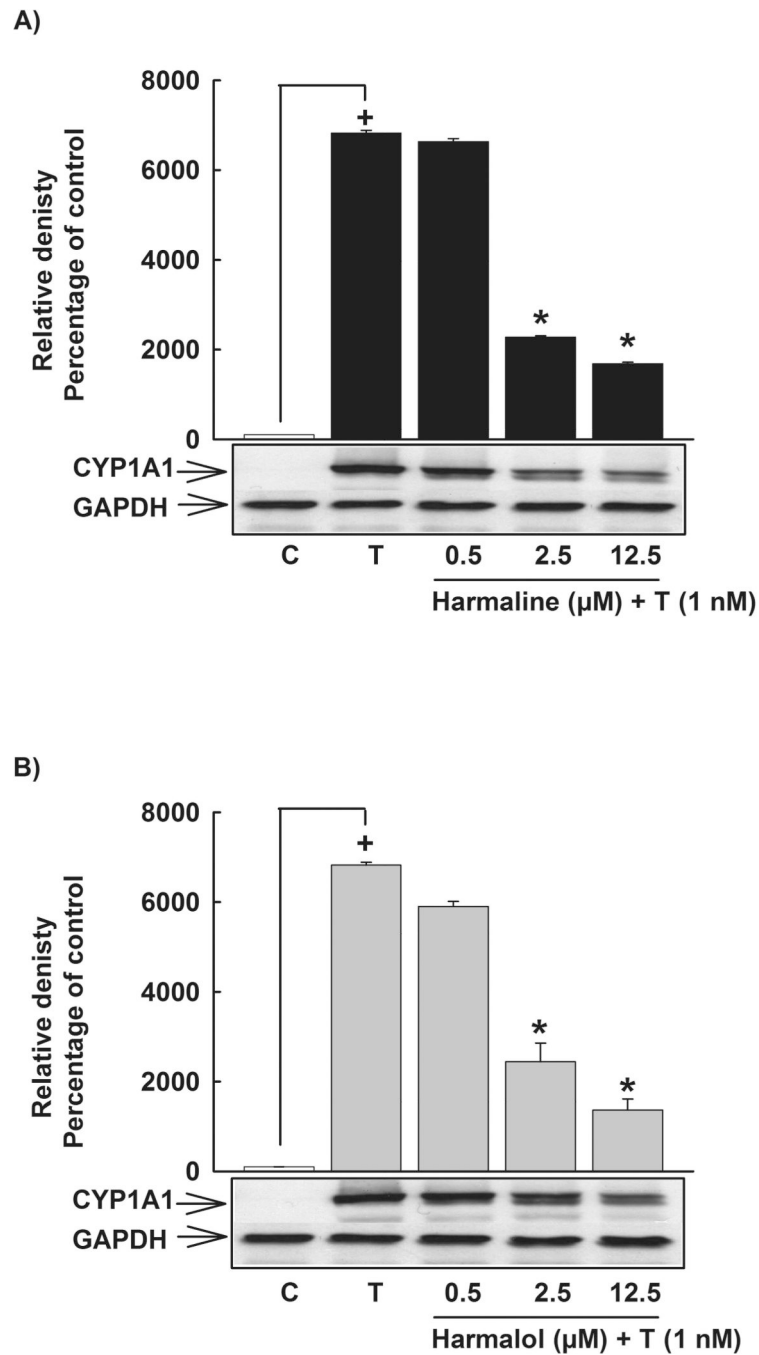 A)
8000
6000
4000
2000
0
Relative denisty
Percentage of control
+
*
*
CYP1A1
GAPDH
C T 0.5 2.5 12.5
Harmaline (µM) + T (1 nM)
B)
8000
6000
4000
2000
0
Relative denisty
Percentage of control
+
*
*
CYP1A1
GAPDH
C T 0.5 2.5 12.5
Harmalol (µM) + T (1 nM)